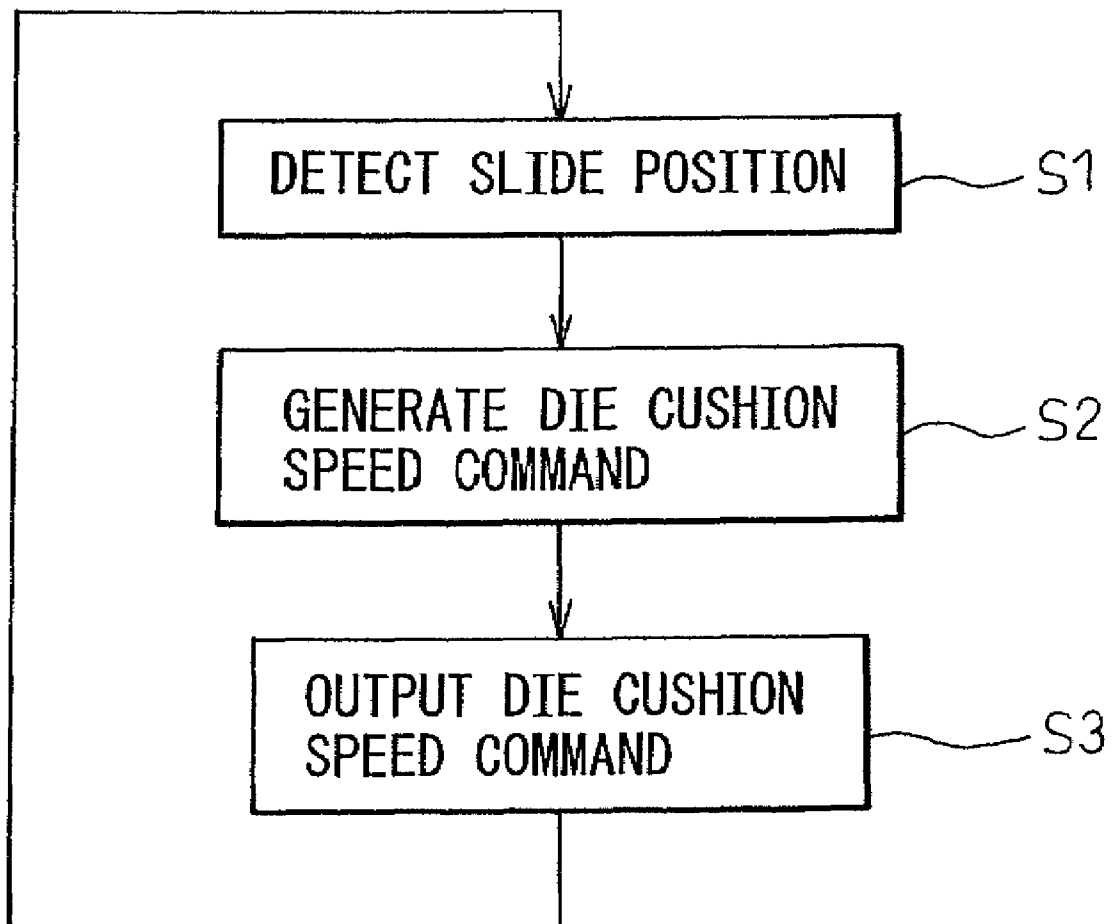 DETECT SLIDE POSITION
S1
GENERATE DIE CUSHION
SPEED COMMAND
S2
OUTPUT DIE CUSHION
SPEED COMMAND
S3